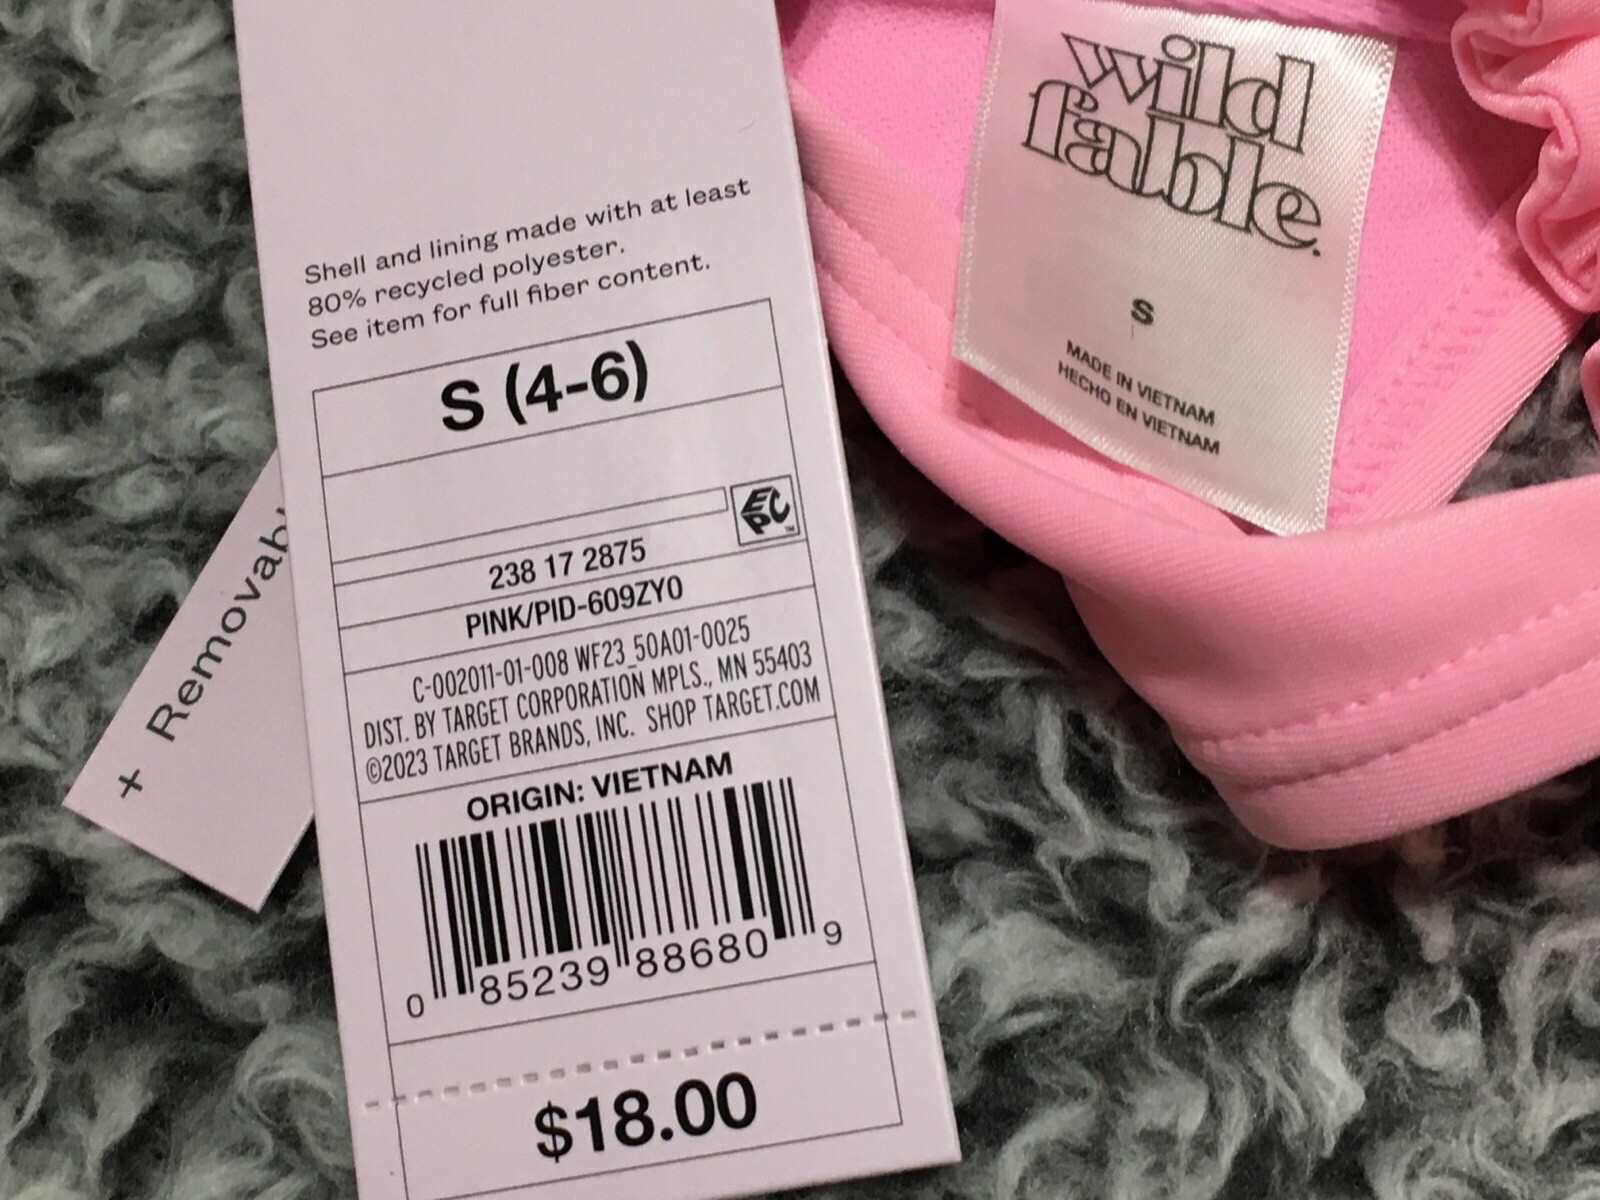 Shell and lining made with at least
80% recycled polyester.
See item for full fiber content.
S (4-6)
EPC™
238 17 2875
PINK/PID-609ZY0
C-002011-01-008 WF23_50A01-0025
DIST. BY TARGET CORPORATION MPLS., MN 55403
©2023 TARGET BRANDS, INC. SHOP TARGET.COM
ORIGIN: VIETNAM
0 85239 88680 9
$18.00
+ Removab
wild
fable.
S
MADE IN VIETNAM
HECHO EN VIETNAM